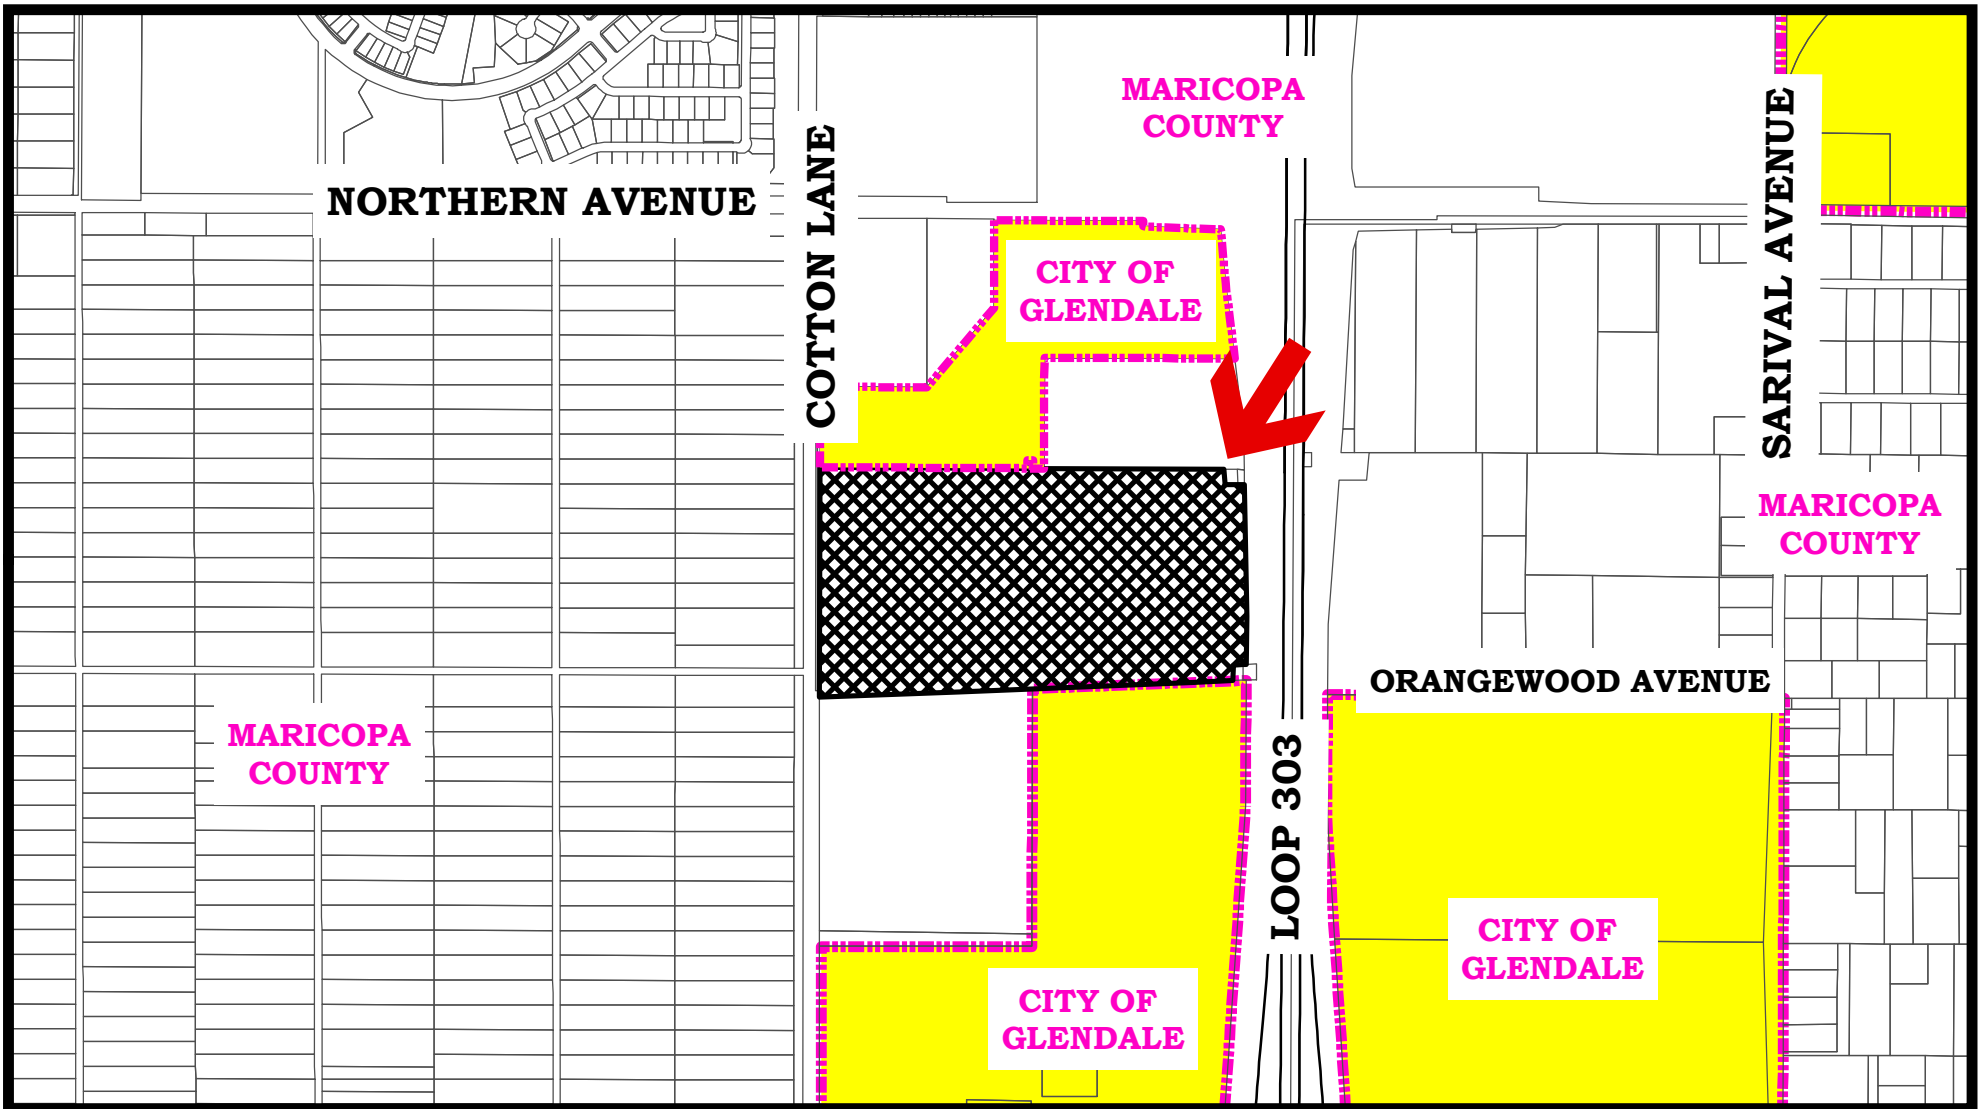 MARICOPA
COUNTY
NORTHERN AVENUE
COTTON LANE
SARIVAL AVENUE
CITY OF
GLENDALE
MARICOPA
COUNTY
ORANGEWOOD AVENUE
MARICOPA
COUNTY
LOOP 303
CITY OF
GLENDALE
CITY OF
GLENDALE